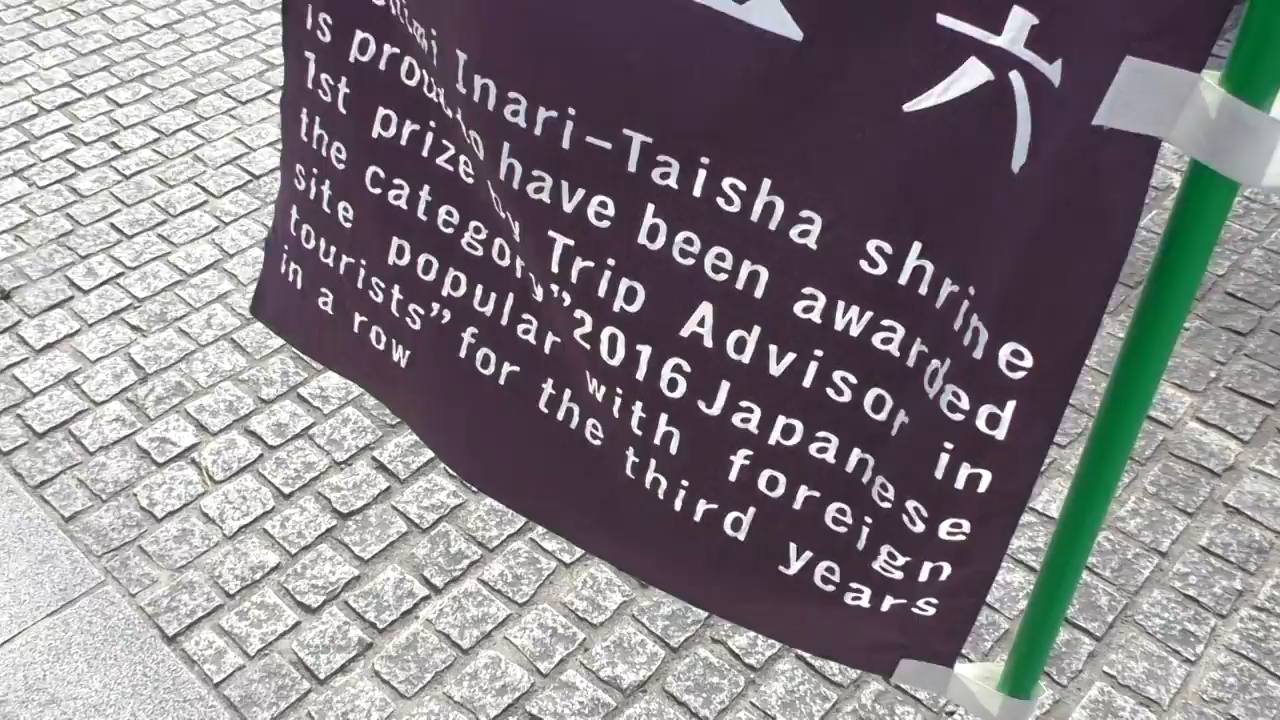 六
Inari-Taisha shrine
is proud to have been awarded
1st prize by Trip Advisor in
the category "2016 Japanese
site popular with foreign
tourists" for the third years
in a row